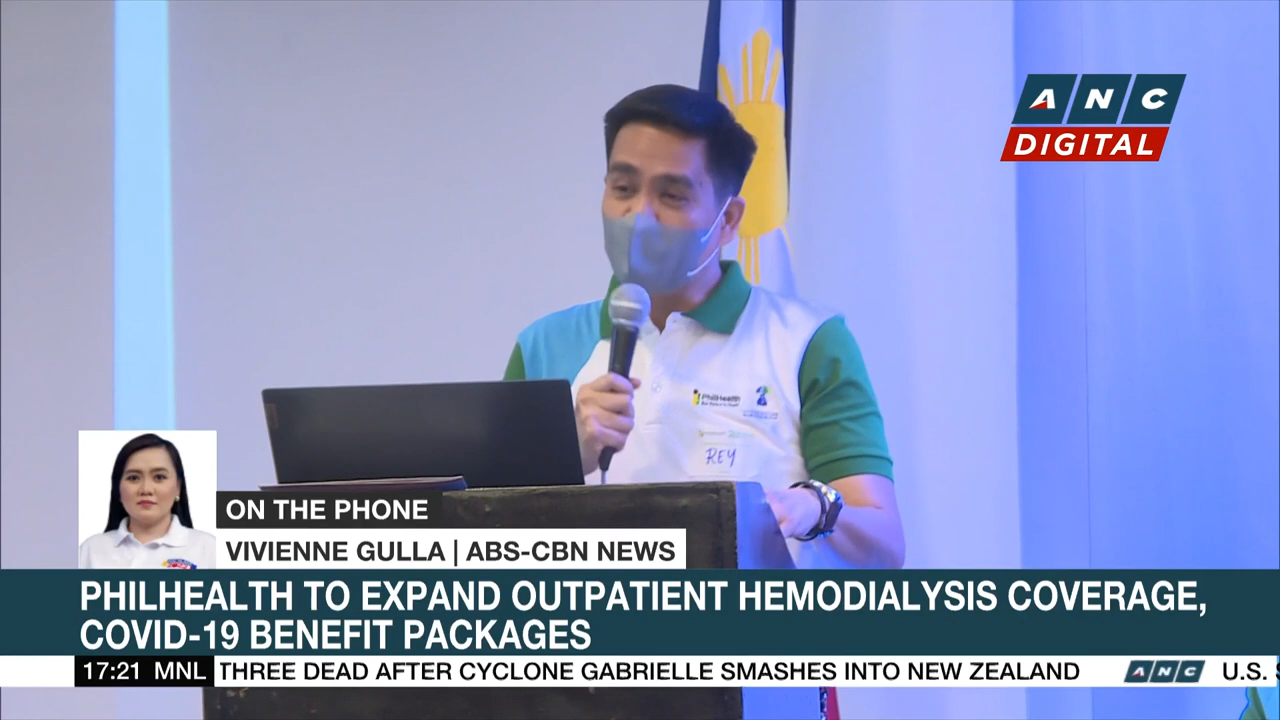 ANC
DIGITAL
PhilHealth
REY
ON THE PHONE
VIVIENNE GULLA | ABS-CBN NEWS
PHILHEALTH TO EXPAND OUTPATIENT HEMODIALYSIS COVERAGE,
COVID-19 BENEFIT PACKAGES
17:21 MNL THREE DEAD AFTER CYCLONE GABRIELLE SMASHES INTO NEW ZEALAND ANC U.S.